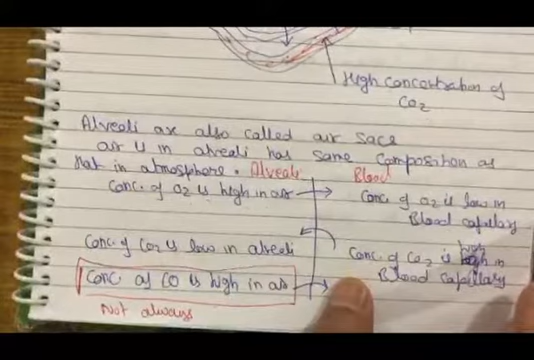 High concentration of
CO2
Alveoli are also called air sacs
air is in alveoli has same composition as
that in atmosphere. Alveoli Blood
Conc. of O2 is high in air
Conc. of O2 is low in
Blood capillary
Conc. of CO2 is low in alveoli
Conc. of CO2 is high in
Blood capillary
Conc. of CO is high in air
Not always